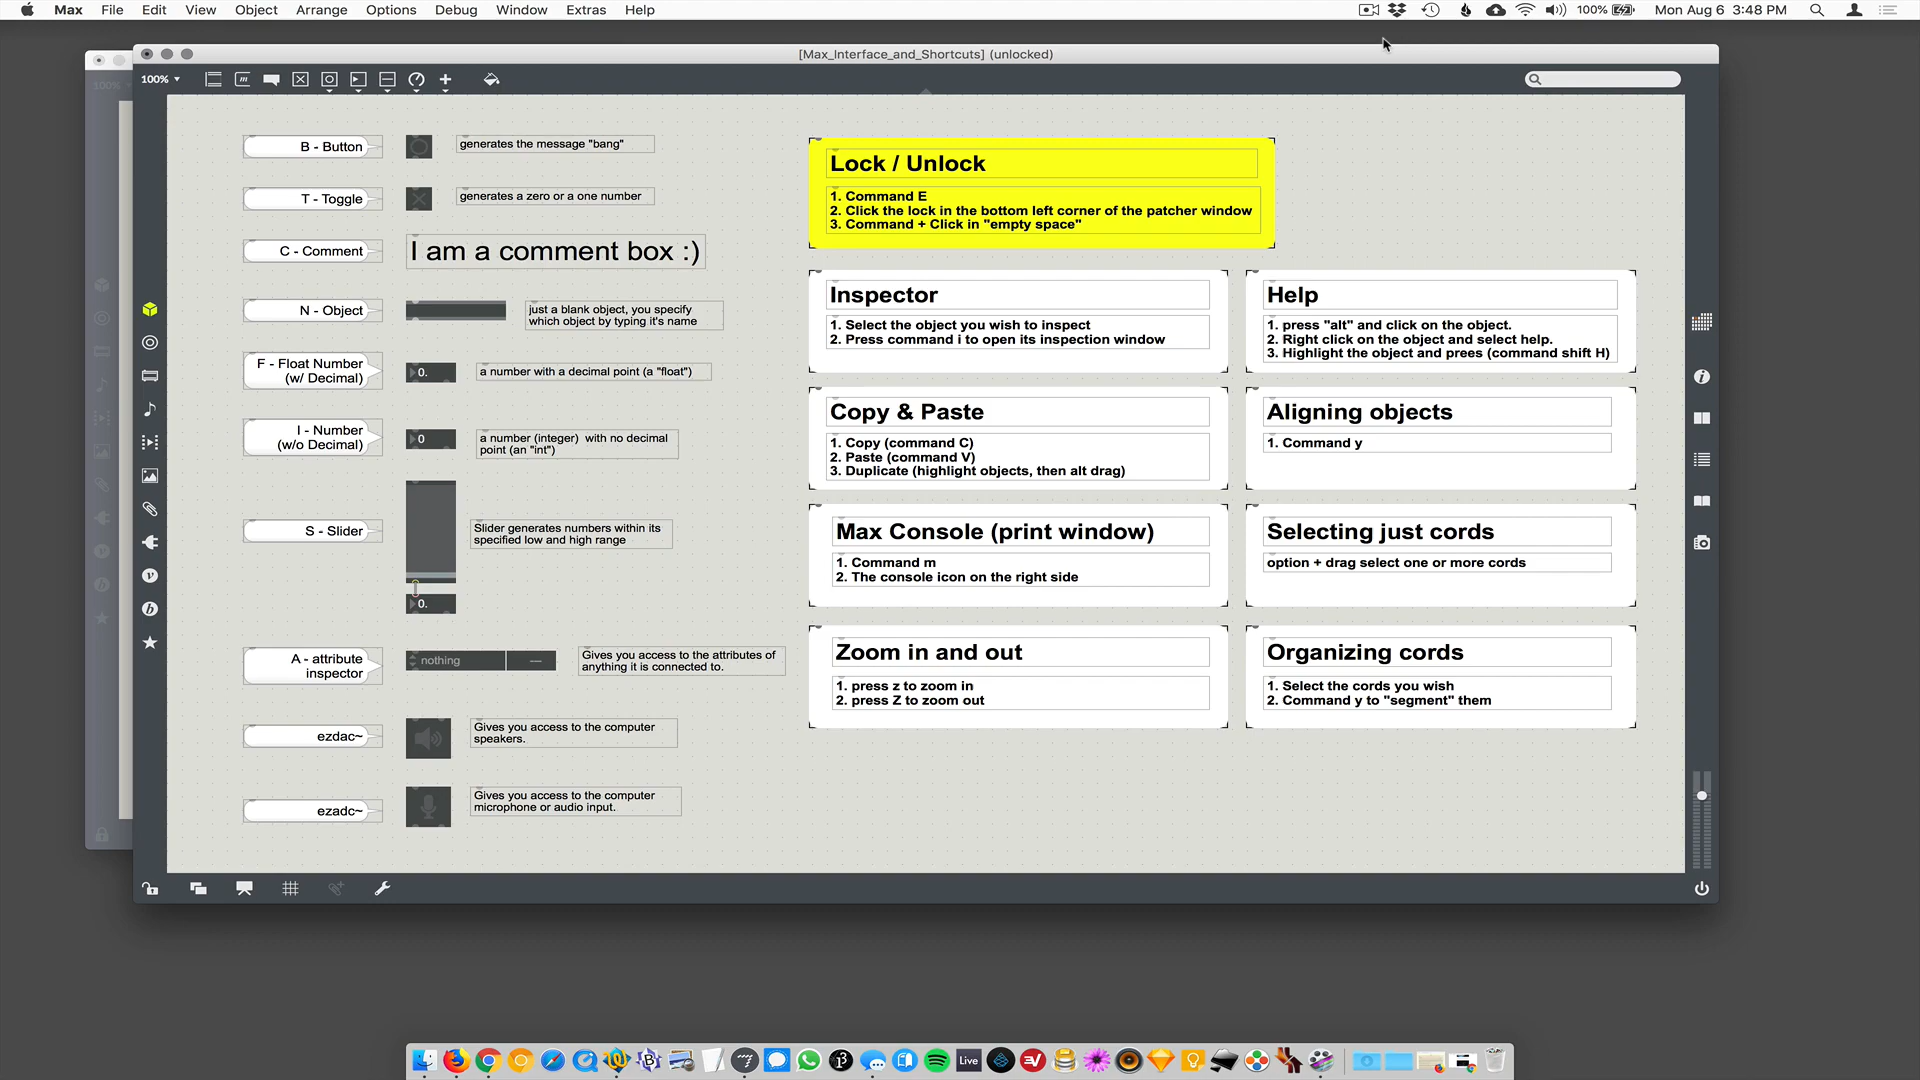 Max File Edit View Object Arrange Options Debug Window Extras Help
100% Mon Aug 6 3:48 PM
[Max_Interface_and_Shortcuts] (unlocked)
100%
100%
B - Button
generates the message "bang"
T - Toggle
generates a zero or a one number
C - Comment
I am a comment box :)
N - Object
just a blank object, you specify
which object by typing it's name
F - Float Number
(w/ Decimal)
0.
a number with a decimal point (a "float")
I - Number
(w/o Decimal)
0
a number (integer) with no decimal
point (an "int")
S - Slider
Slider generates numbers within its
specified low and high range
0.
A - attribute
inspector
nothing
—
Gives you access to the attributes of
anything it is connected to.
ezdac~
Gives you access to the computer
speakers.
ezadc~
Gives you access to the computer
microphone or audio input.
Lock / Unlock
1. Command E
2. Click the lock in the bottom left corner of the patcher window
3. Command + Click in "empty space"
Inspector
1. Select the object you wish to inspect
2. Press command i to open its inspection window
Help
1. press "alt" and click on the object.
2. Right click on the object and select help.
3. Highlight the object and prees (command shift H)
Copy & Paste
1. Copy (command C)
2. Paste (command V)
3. Duplicate (highlight objects, then alt drag)
Aligning objects
1. Command y
Max Console (print window)
1. Command m
2. The console icon on the right side
Selecting just cords
option + drag select one or more cords
Zoom in and out
1. press z to zoom in
2. press Z to zoom out
Organizing cords
1. Select the cords you wish
2. Command y to "segment" them
Live